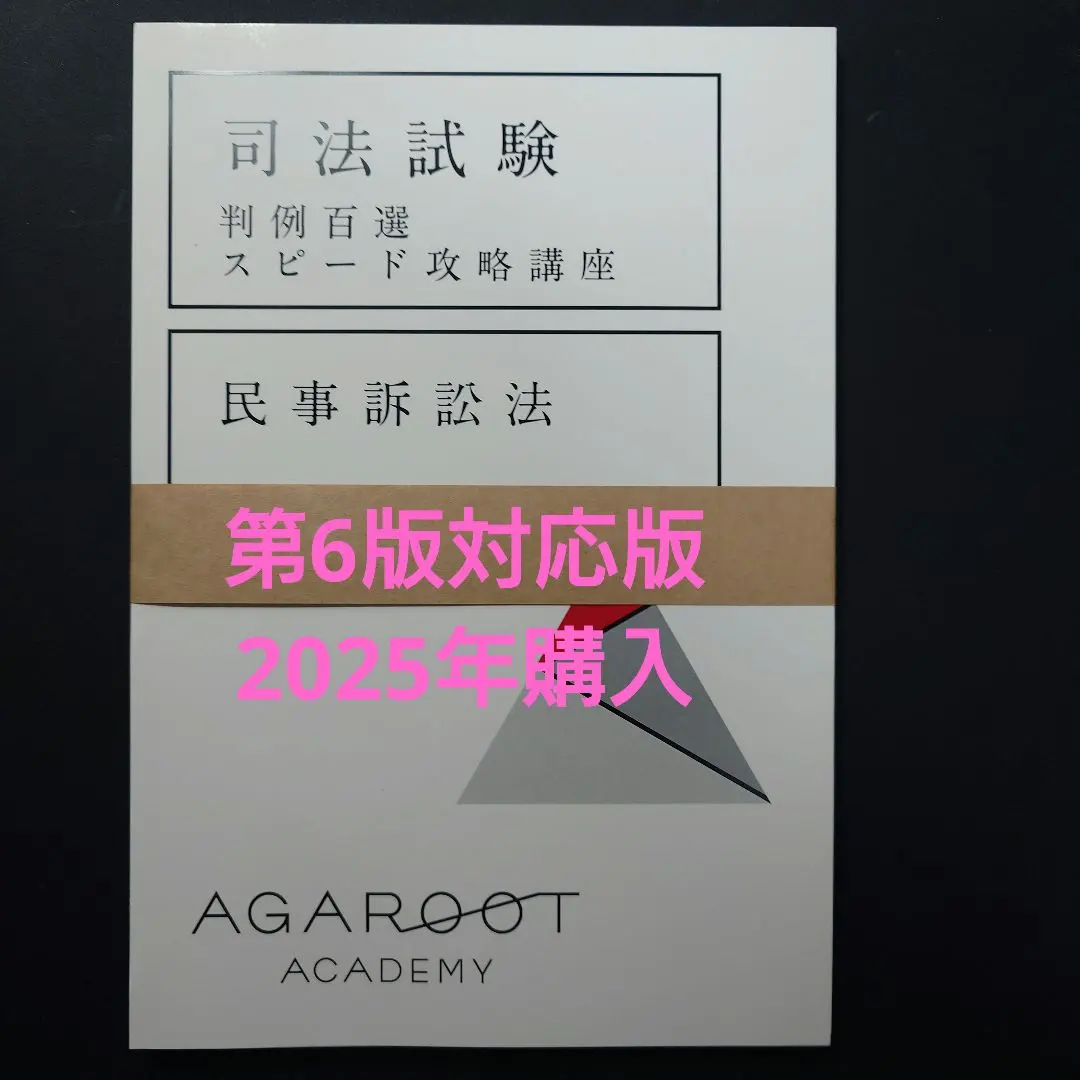 司法試験
判例百選
スピード攻略講座
民事訴訟法
第6版対応版
2025年購入
AGAROOT
ACADEMY